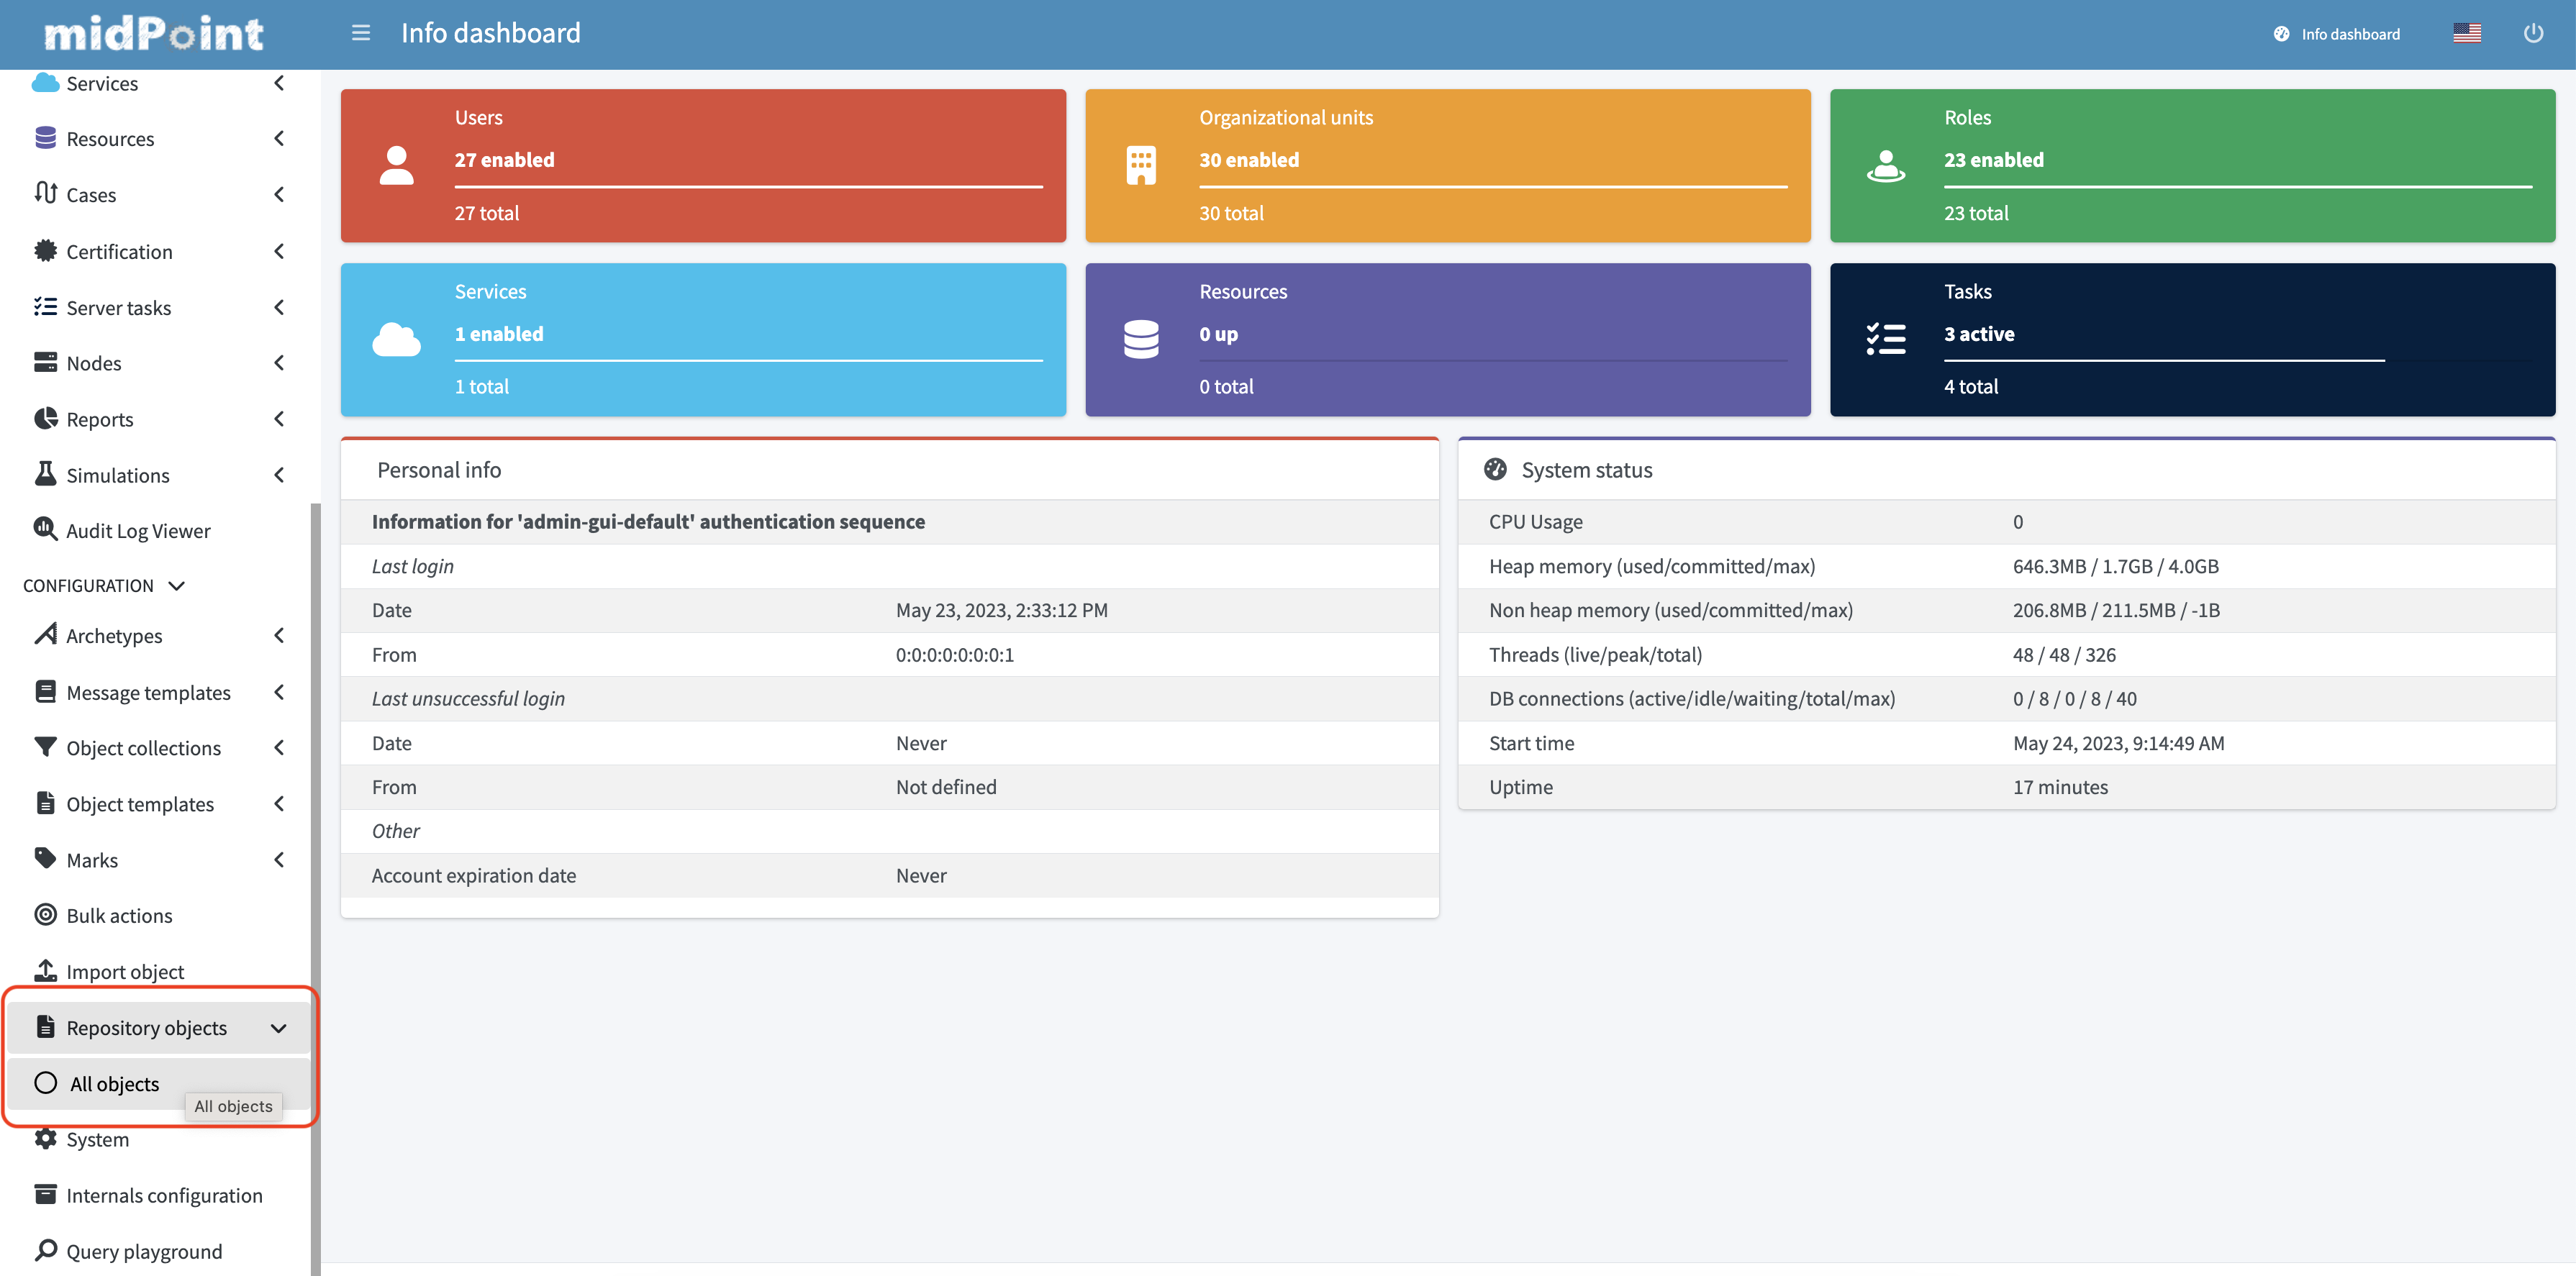 midPoint
Info dashboard
Info dashboard
Services
Resources
Cases
Certification
Server tasks
Nodes
Reports
Simulations
Audit Log Viewer
CONFIGURATION
Archetypes
Message templates
Object collections
Object templates
Marks
Bulk actions
Import object
Repository objects
All objects
All objects
System
Internals configuration
Query playground
Users
27 enabled
27 total
Organizational units
30 enabled
30 total
Roles
23 enabled
23 total
Services
1 enabled
1 total
Resources
0 up
0 total
Tasks
3 active
4 total
Personal info
Information for 'admin-gui-default' authentication sequence
Last login
Date May 23, 2023, 2:33:12 PM
From 0:0:0:0:0:0:0:1
Last unsuccessful login
Date Never
From Not defined
Other
Account expiration date Never
System status
CPU Usage 0
Heap memory (used/committed/max) 646.3MB / 1.7GB / 4.0GB
Non heap memory (used/committed/max) 206.8MB / 211.5MB / -1B
Threads (live/peak/total) 48 / 48 / 326
DB connections (active/idle/waiting/total/max) 0 / 8 / 0 / 8 / 40
Start time May 24, 2023, 9:14:49 AM
Uptime 17 minutes